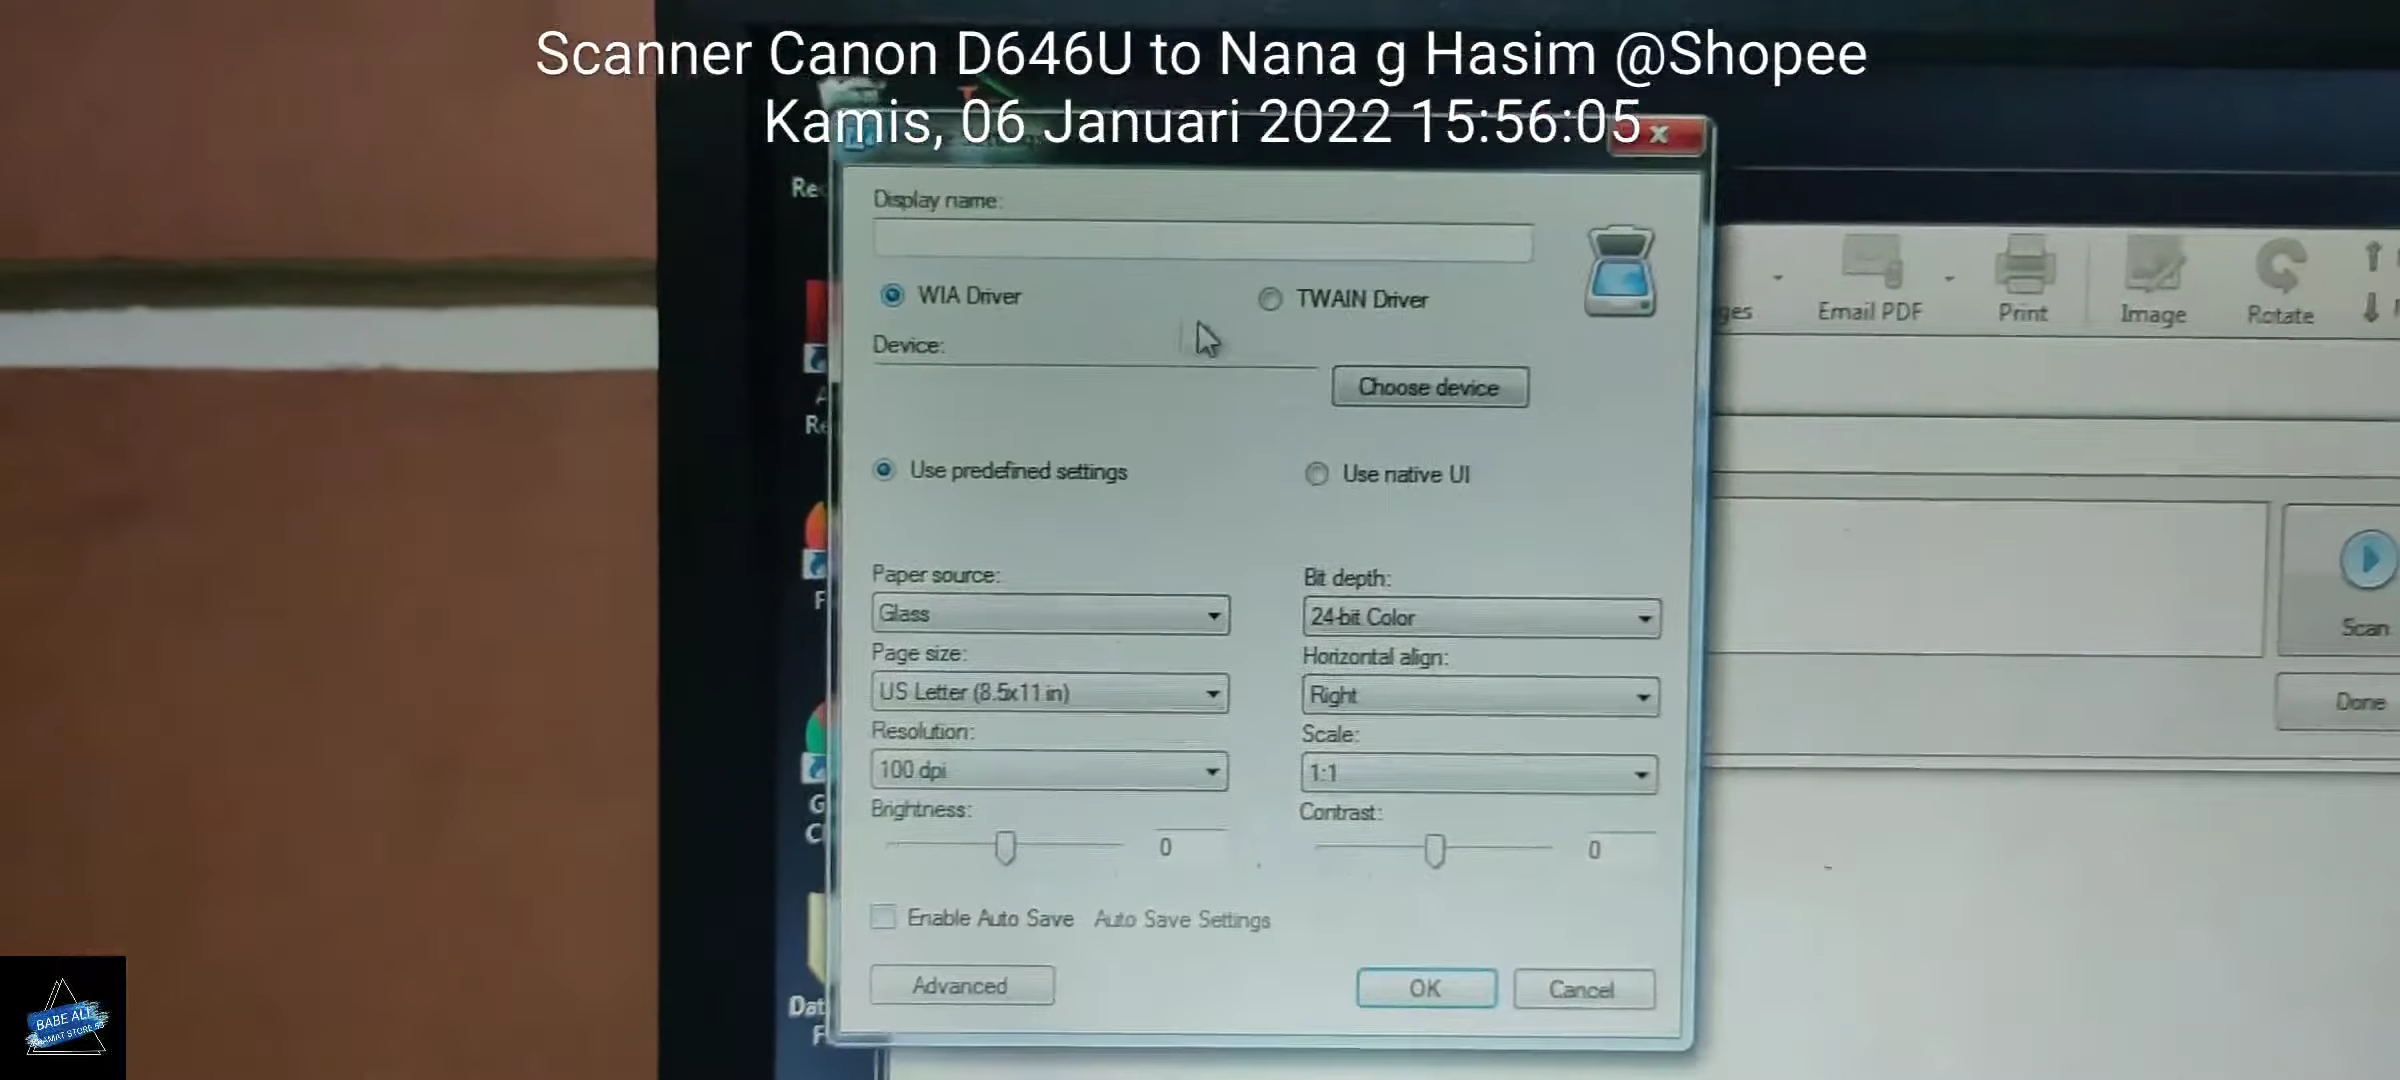 Scanner Canon D646U to Nana g Hasim @Shopee
Kamis, 06 Januari 2022 15:56:05
Display name:
WIA Driver
TWAIN Driver
Device:
Choose device
Use predefined settings
Use native UI
Paper source:
Bit depth:
Glass
24-bit Color
Page size:
Horizontal align:
US Letter (8.5x11 in)
Right
Resolution:
Scale:
100 dpi
1:1
Brightness:
Contrast:
0
0
Enable Auto Save
Auto Save Settings
Advanced
OK
Cancel
Email PDF
Print
Image
Rotate
Scan
Done
BABE ALI